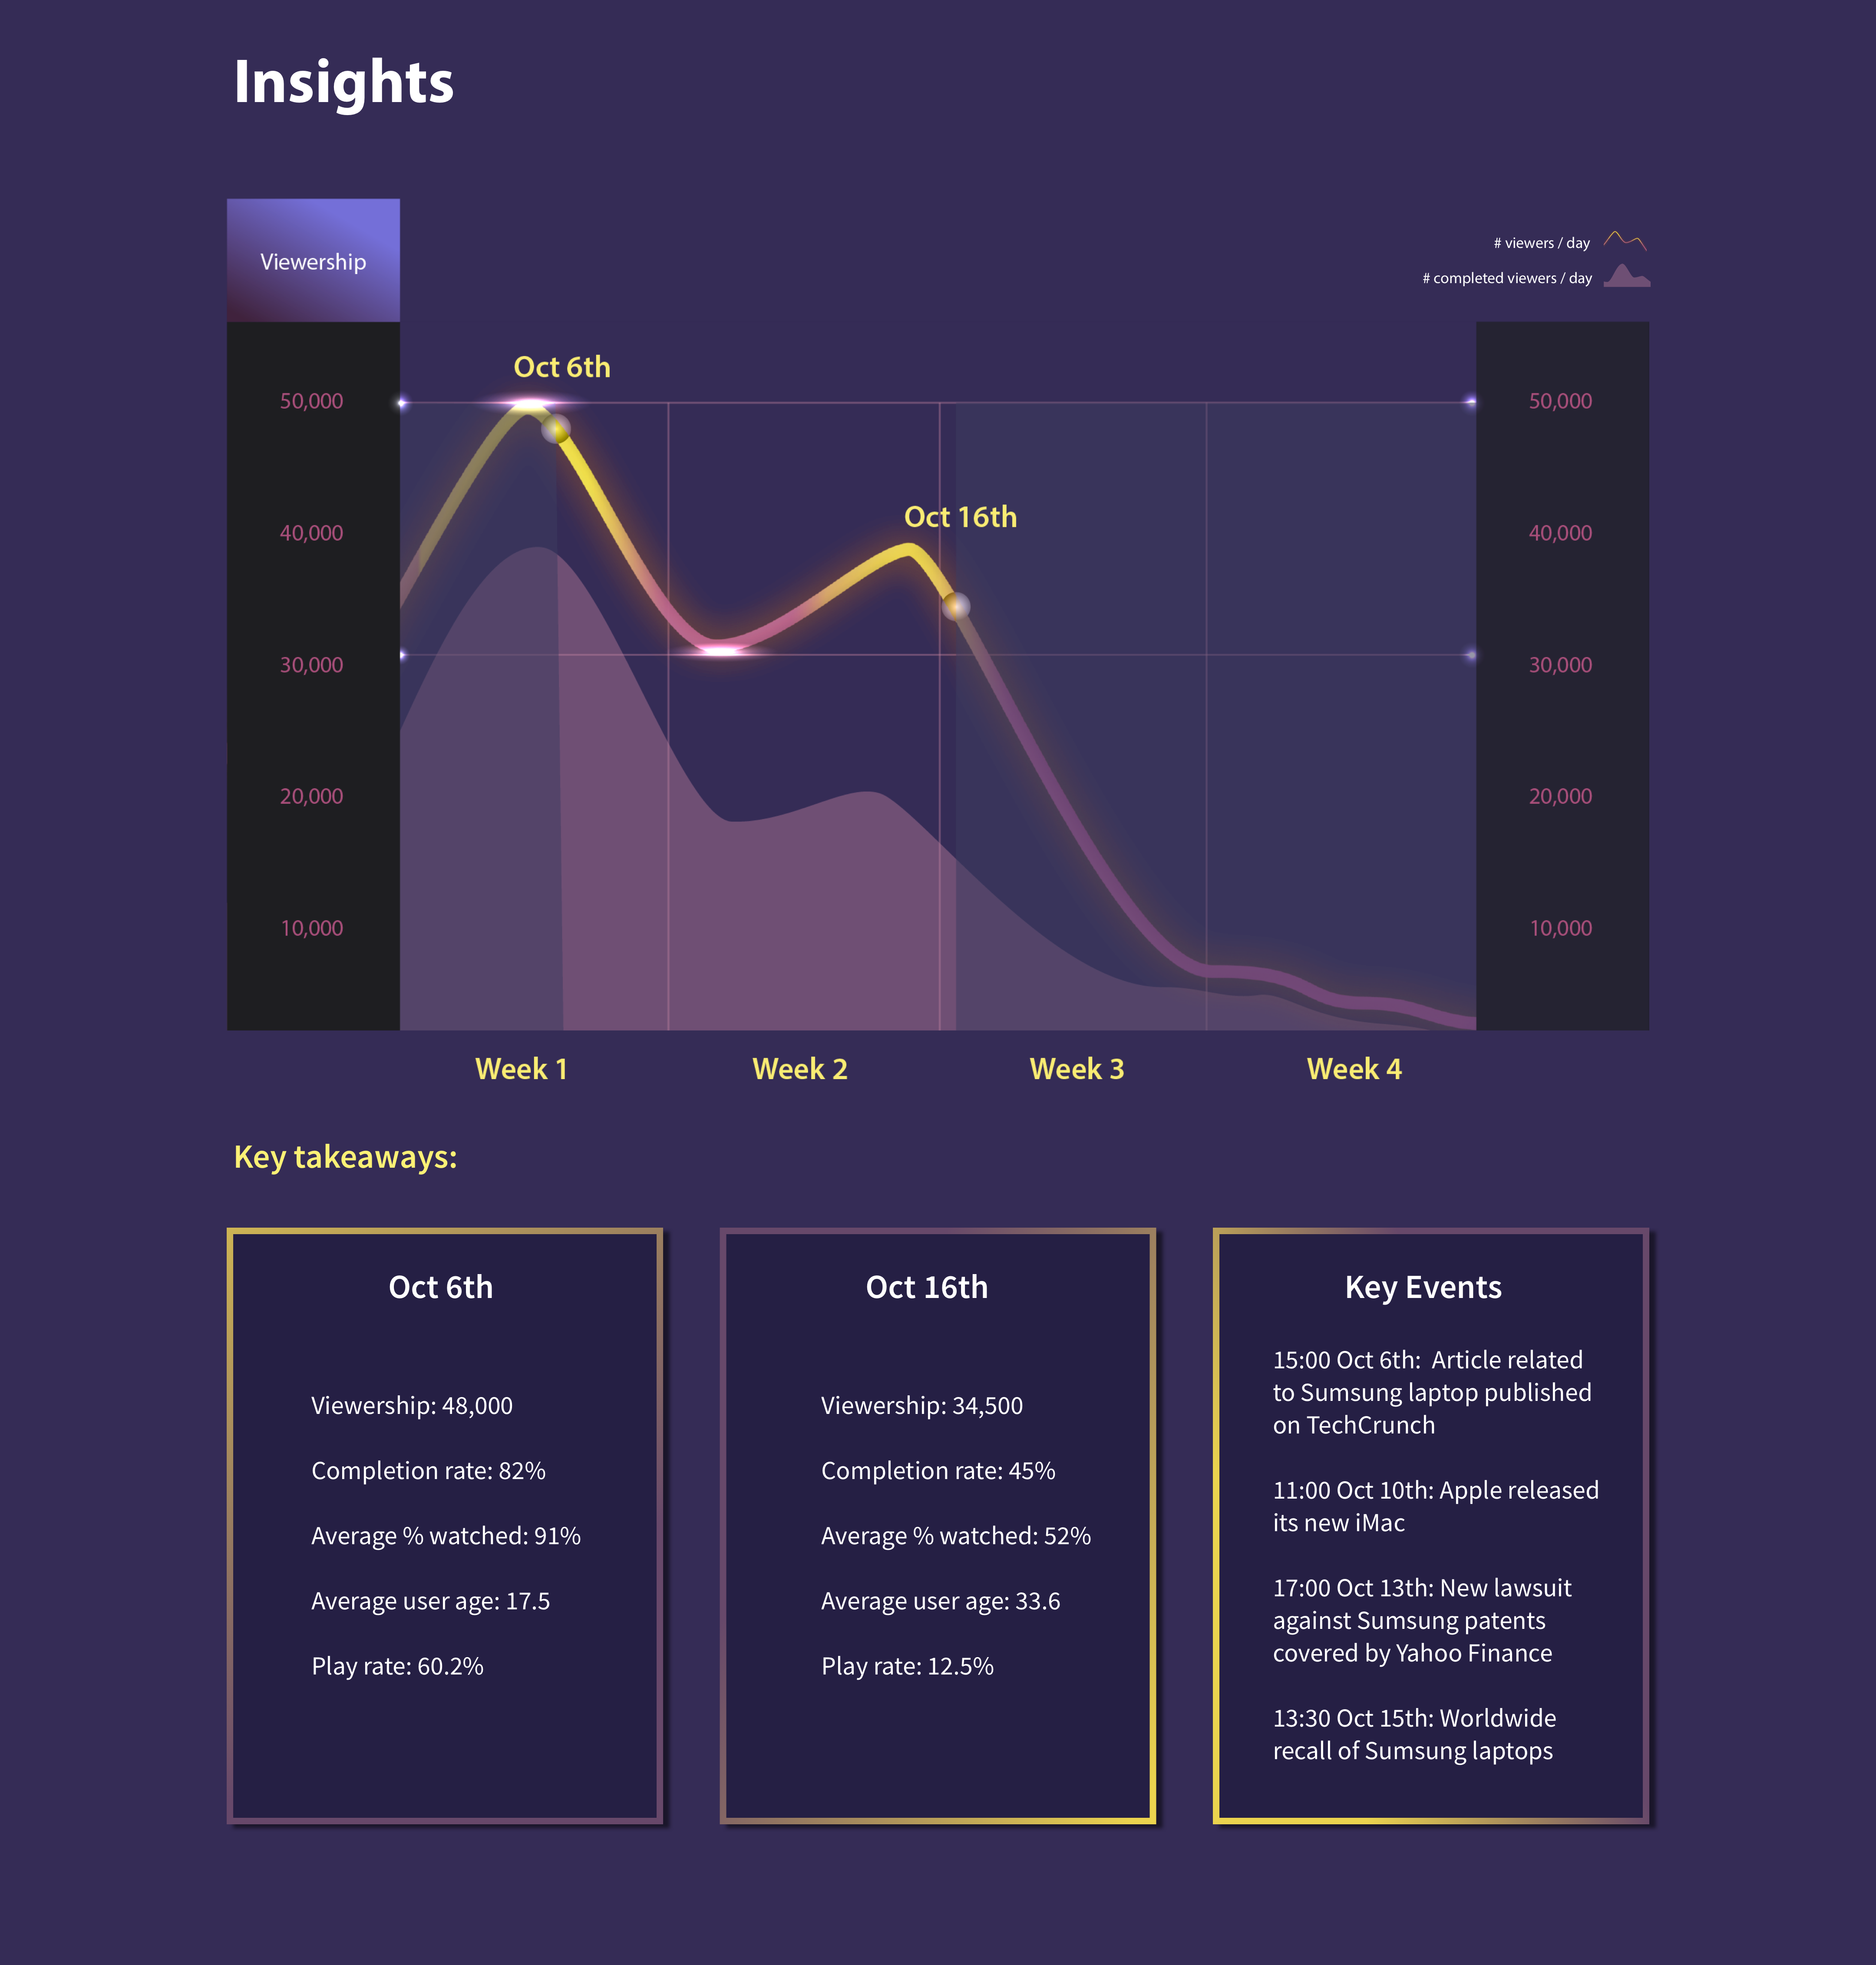 Insights
Viewership
# viewers / day
# completed viewers / day
Oct 6th
50,000
50,000
Oct 16th
40,000
40,000
30,000
30,000
20,000
20,000
10,000
10,000
Week 1
Week 2
Week 3
Week 4
Key takeaways:
Oct 6th
Viewership: 48,000
Completion rate: 82%
Average % watched: 91%
Average user age: 17.5
Play rate: 60.2%
Oct 16th
Viewership: 34,500
Completion rate: 45%
Average % watched: 52%
Average user age: 33.6
Play rate: 12.5%
Key Events
15:00 Oct 6th:  Article related
to Sumsung laptop published
on TechCrunch
11:00 Oct 10th: Apple released
its new iMac
17:00 Oct 13th: New lawsuit
against Sumsung patents
covered by Yahoo Finance
13:30 Oct 15th: Worldwide
recall of Sumsung laptops